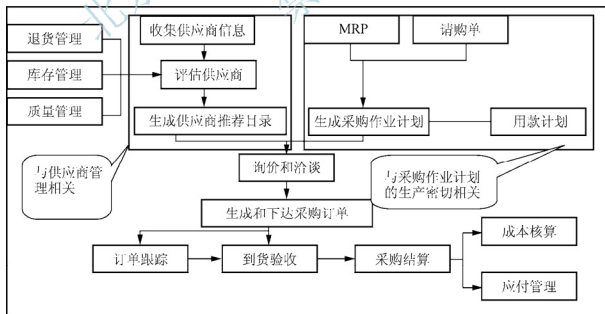 退货管理
库存管理
质量管理
收集供应商信息
评估供应商
生成供应商推荐目录
MRP
请购单
生成采购作业计划
用款计划
与供应商管
理相关
询价和洽谈
与采购作业计划
的生产密切相关
生成和下达采购订单
订单跟踪
到货验收
采购结算
成本核算
应付管理